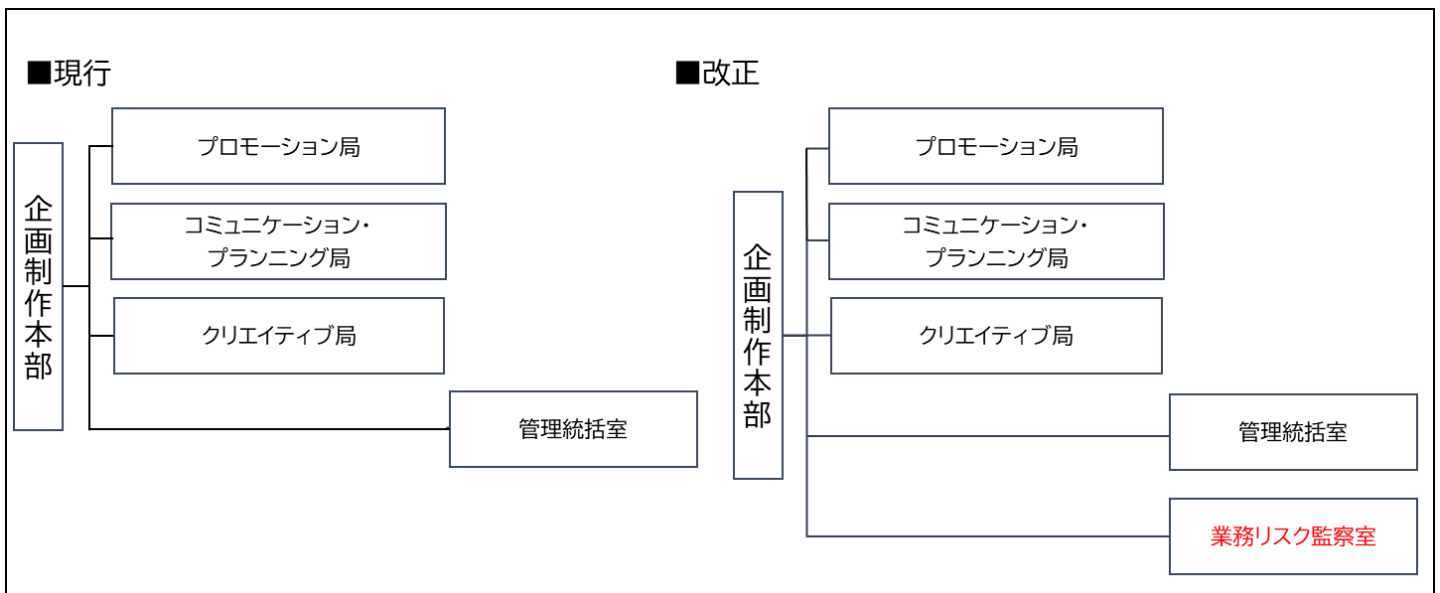 ■現行
企画制作本部
プロモーション局
コミュニケーション・
プランニング局
クリエイティブ局
管理統括室
■改正
企画制作本部
プロモーション局
コミュニケーション・
プランニング局
クリエイティブ局
管理統括室
業務リスク監察室